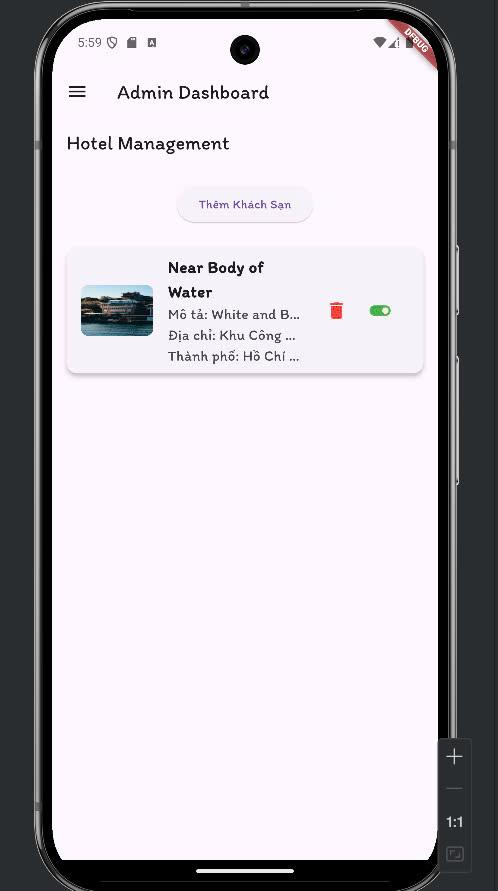 5:59
DEBUG
Admin Dashboard
Hotel Management
Thêm Khách Sạn
Near Body of
Water
Mô tả: White and B...
Địa chỉ: Khu Công ...
Thành phố: Hồ Chí ...
1:1